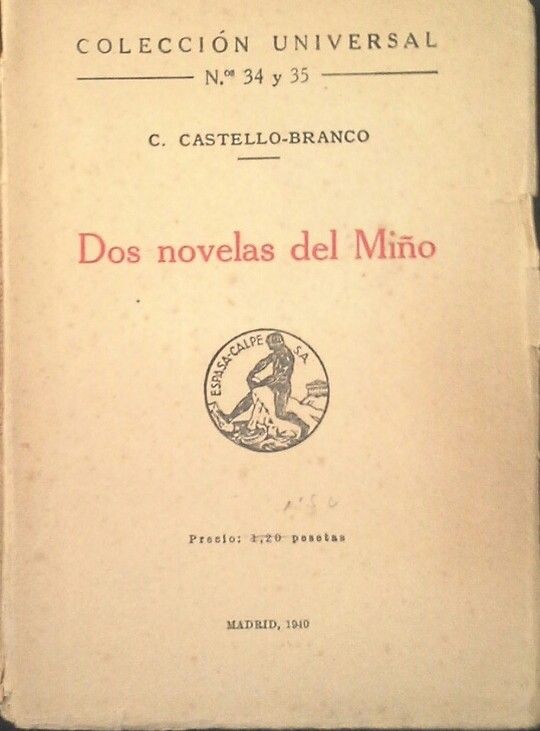 COLECCIÓN UNIVERSAL
N.os 34 y 35
C. CASTELLO-BRANCO
Dos novelas del Miño
ESPASA-CALPE S.A.
Precio: 1,20 pesetas
MADRID, 1940